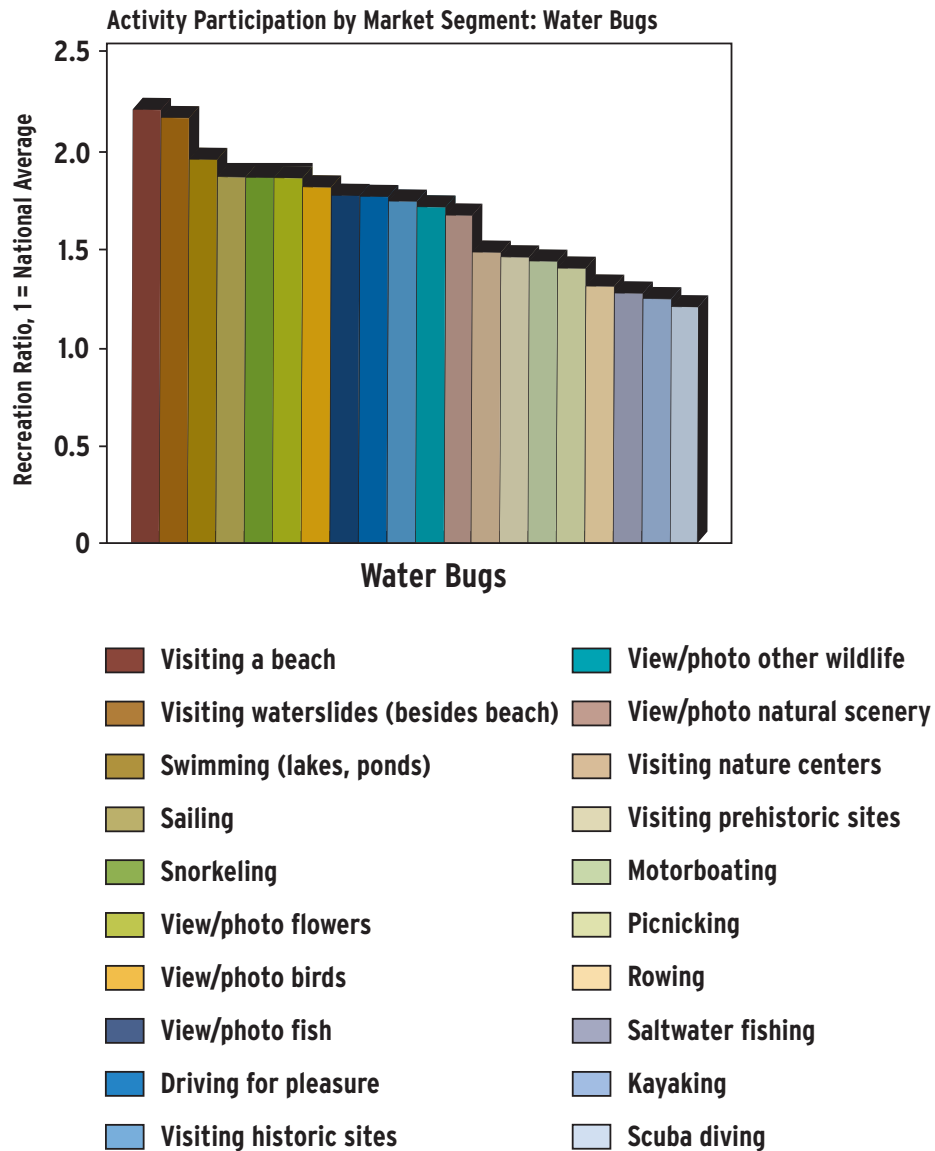 Activity Participation by Market Segment: Water Bugs
Recreation Ratio, 1 = National Average
2.5
2.0
1.5
1.0
0.5
0
Water Bugs
Visiting a beach
Visiting waterslides (besides beach)
Swimming (lakes, ponds)
Sailing
Snorkeling
View/photo flowers
View/photo birds
View/photo fish
Driving for pleasure
Visiting historic sites
View/photo other wildlife
View/photo natural scenery
Visiting nature centers
Visiting prehistoric sites
Motorboating
Picnicking
Rowing
Saltwater fishing
Kayaking
Scuba diving